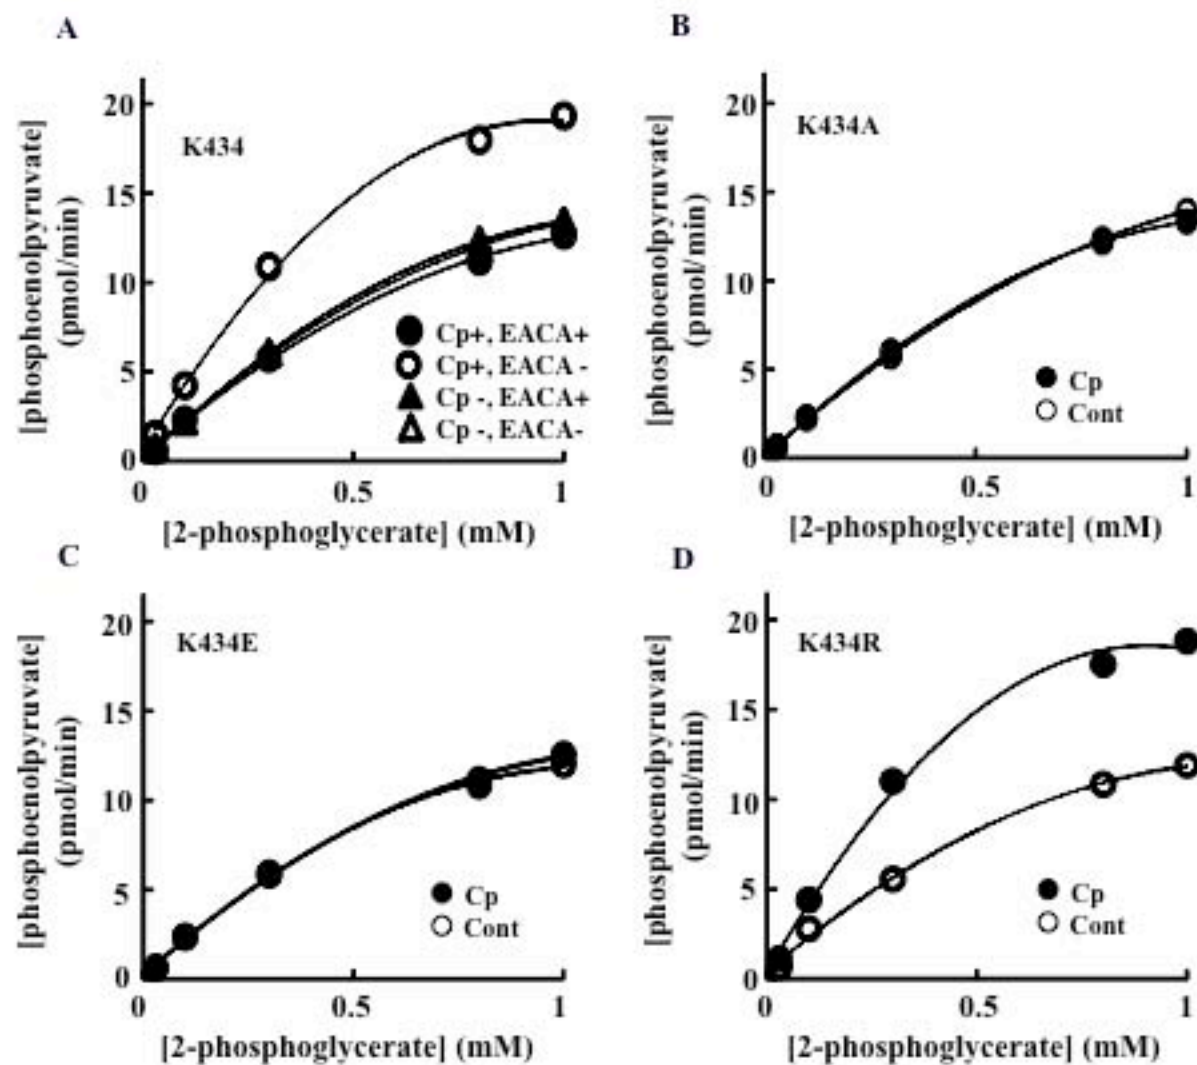 A
[phosphoenolpyruvate]
(pmol/min)
20
15
10
5
0
K434
Cp+, EACA+
Cp+, EACA -
Cp -, EACA+
Cp -, EACA-
0
0.5
1
[2-phosphoglycerate] (mM)
B
[phosphoenolpyruvate]
(pmol/min)
20
15
10
5
0
K434A
Cp
Cont
0
0.5
1
[2-phosphoglycerate] (mM)
C
[phosphoenolpyruvate]
(pmol/min)
20
15
10
5
0
K434E
Cp
Cont
0
0.5
1
[2-phosphoglycerate] (mM)
D
[phosphoenolpyruvate]
(pmol/min)
20
15
10
5
0
K434R
Cp
Cont
0
0.5
1
[2-phosphoglycerate] (mM)